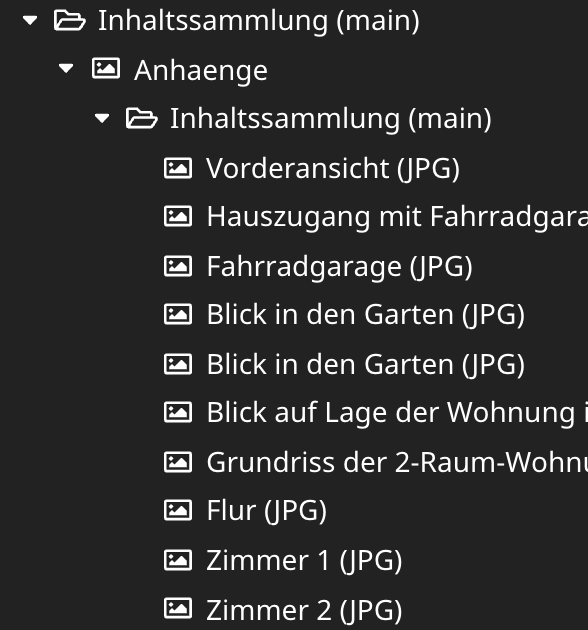 Inhaltssammlung (main)
Anhaenge
Inhaltssammlung (main)
Vorderansicht (JPG)
Hauszugang mit Fahrradgara
Fahrradgarage (JPG)
Blick in den Garten (JPG)
Blick in den Garten (JPG)
Blick auf Lage der Wohnung i
Grundriss der 2-Raum-Wohnu
Flur (JPG)
Zimmer 1 (JPG)
Zimmer 2 (JPG)